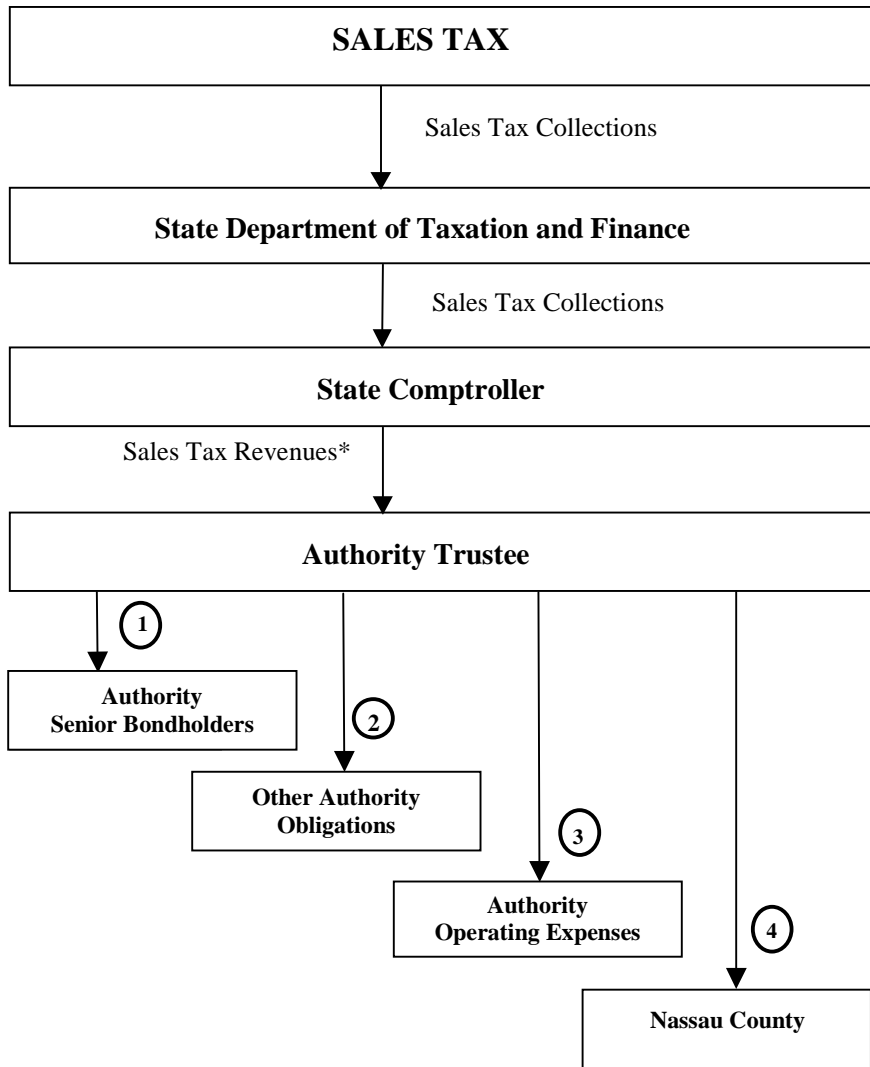 SALES TAX
Sales Tax Collections
State Department of Taxation and Finance
Sales Tax Collections
State Comptroller
Sales Tax Revenues*
Authority Trustee
1
Authority
Senior Bondholders
2
Other Authority
Obligations
3
Authority
Operating Expenses
4
Nassau County